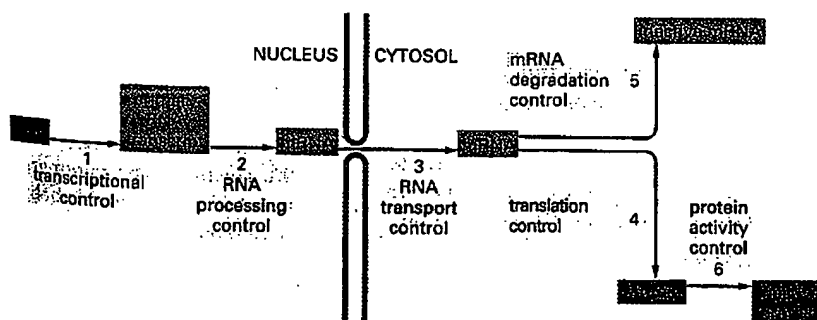 NUCLEUS CYTOSOL
mRNA
degradation
control
5
1
transcriptional
control
2
RNA
processing
control
3
RNA
transport
control
translation
control
4
protein
activity
control
6